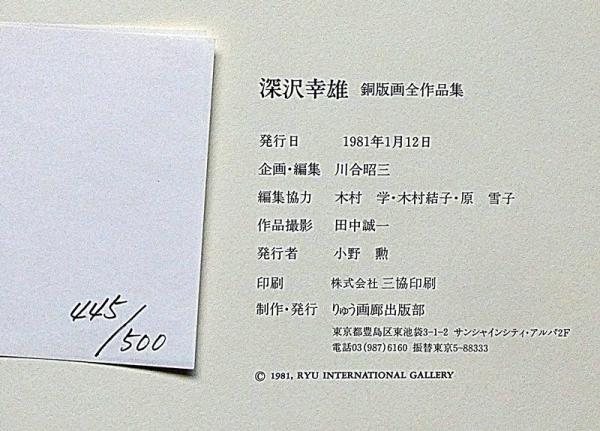 深沢幸雄 銅版画全作品集
発行日 1981年1月12日
企画・編集 川合昭三
編集協力 木村 学・木村結子・原 雪子
作品撮影 田中誠一
発行者 小野 勲
印刷 株式会社 三協印刷
制作・発行 りゅう画廊出版部
東京都豊島区東池袋3-1-2 サンシャインシティ・アルパ2F
電話03(987)6160 振替東京5-88333
© 1981, RYU INTERNATIONAL GALLERY
445/500